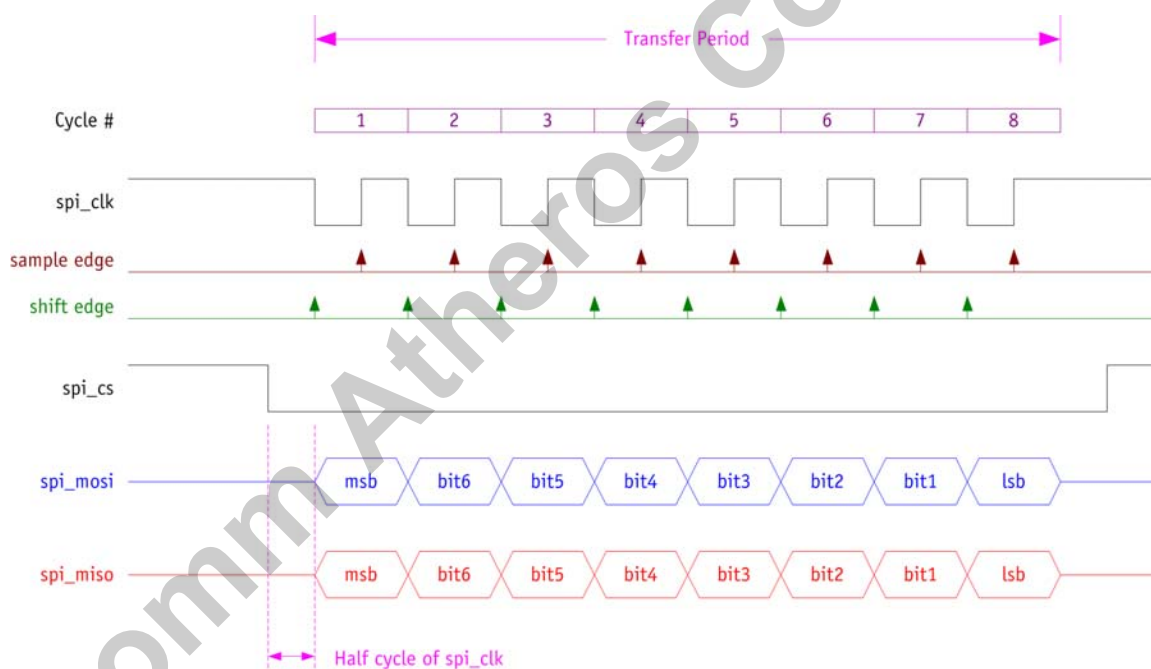 Transfer Period
Cycle # 1 2 3 4 5 6 7 8
spi_clk
sample edge
shift edge
spi_cs
spi_mosi msb bit6 bit5 bit4 bit3 bit2 bit1 lsb
spi_miso msb bit6 bit5 bit4 bit3 bit2 bit1 lsb
Half cycle of spi_clk
omm Atheros Co